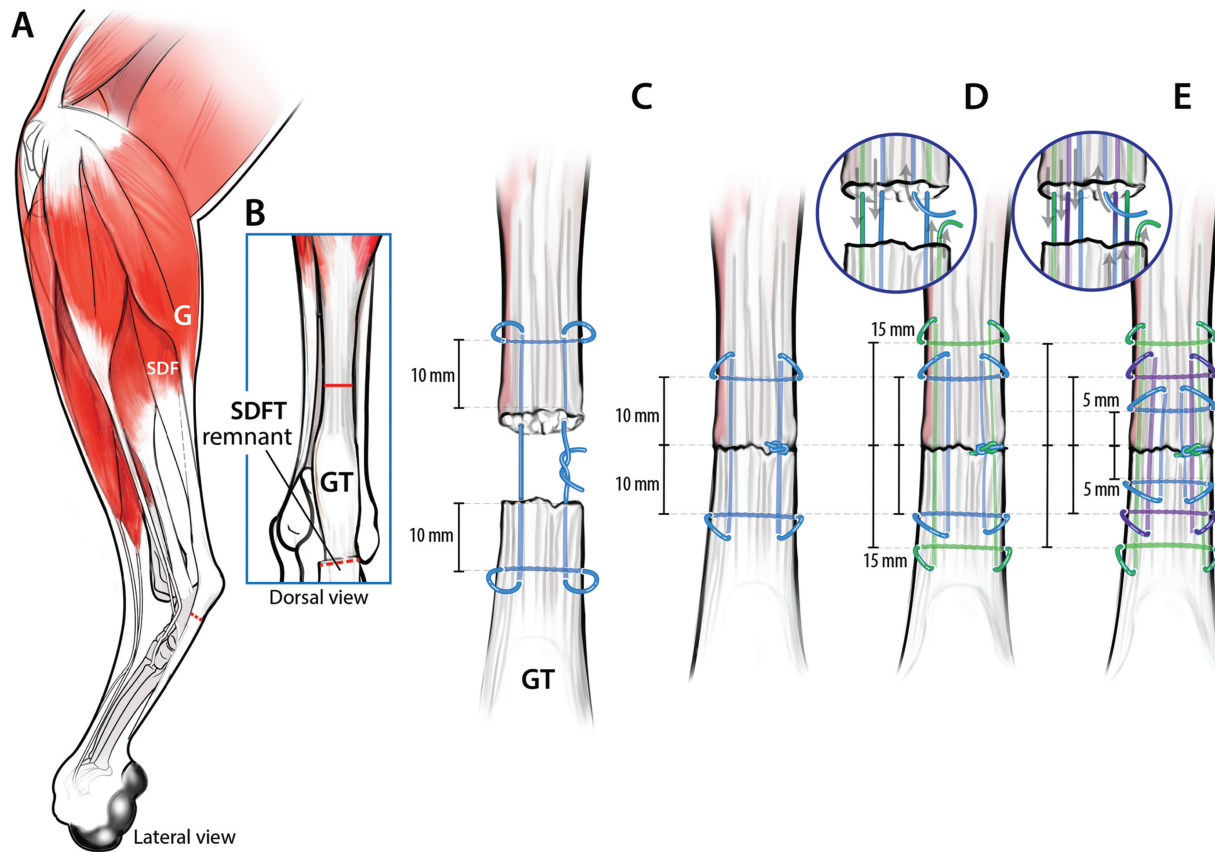 A
G
SDF
Lateral view
B
SDFT
remnant
GT
Dorsal view
10 mm
10 mm
GT
C
10 mm
10 mm
D
15 mm
15 mm
E
5 mm
5 mm